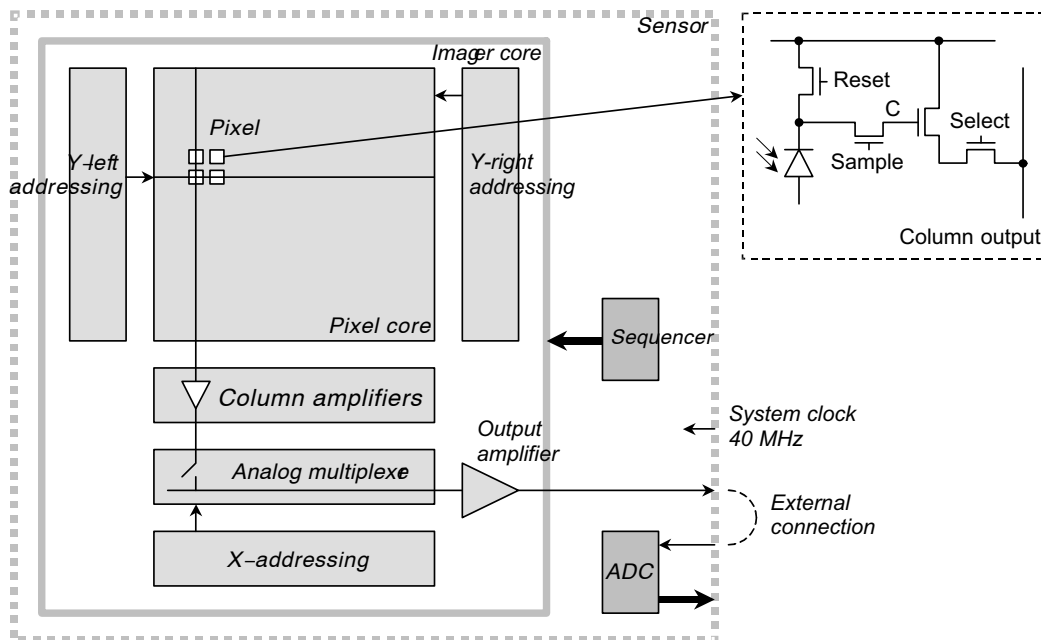 Sensor
Imager core
Pixel
Y-left
addressing
Y-right
addressing
Pixel core
Sequencer
Column amplifiers
Output
amplifier
System clock
40 MHz
Analog multiplexer
External
connection
X-addressing
ADC
Reset
C
Select
Sample
Column output